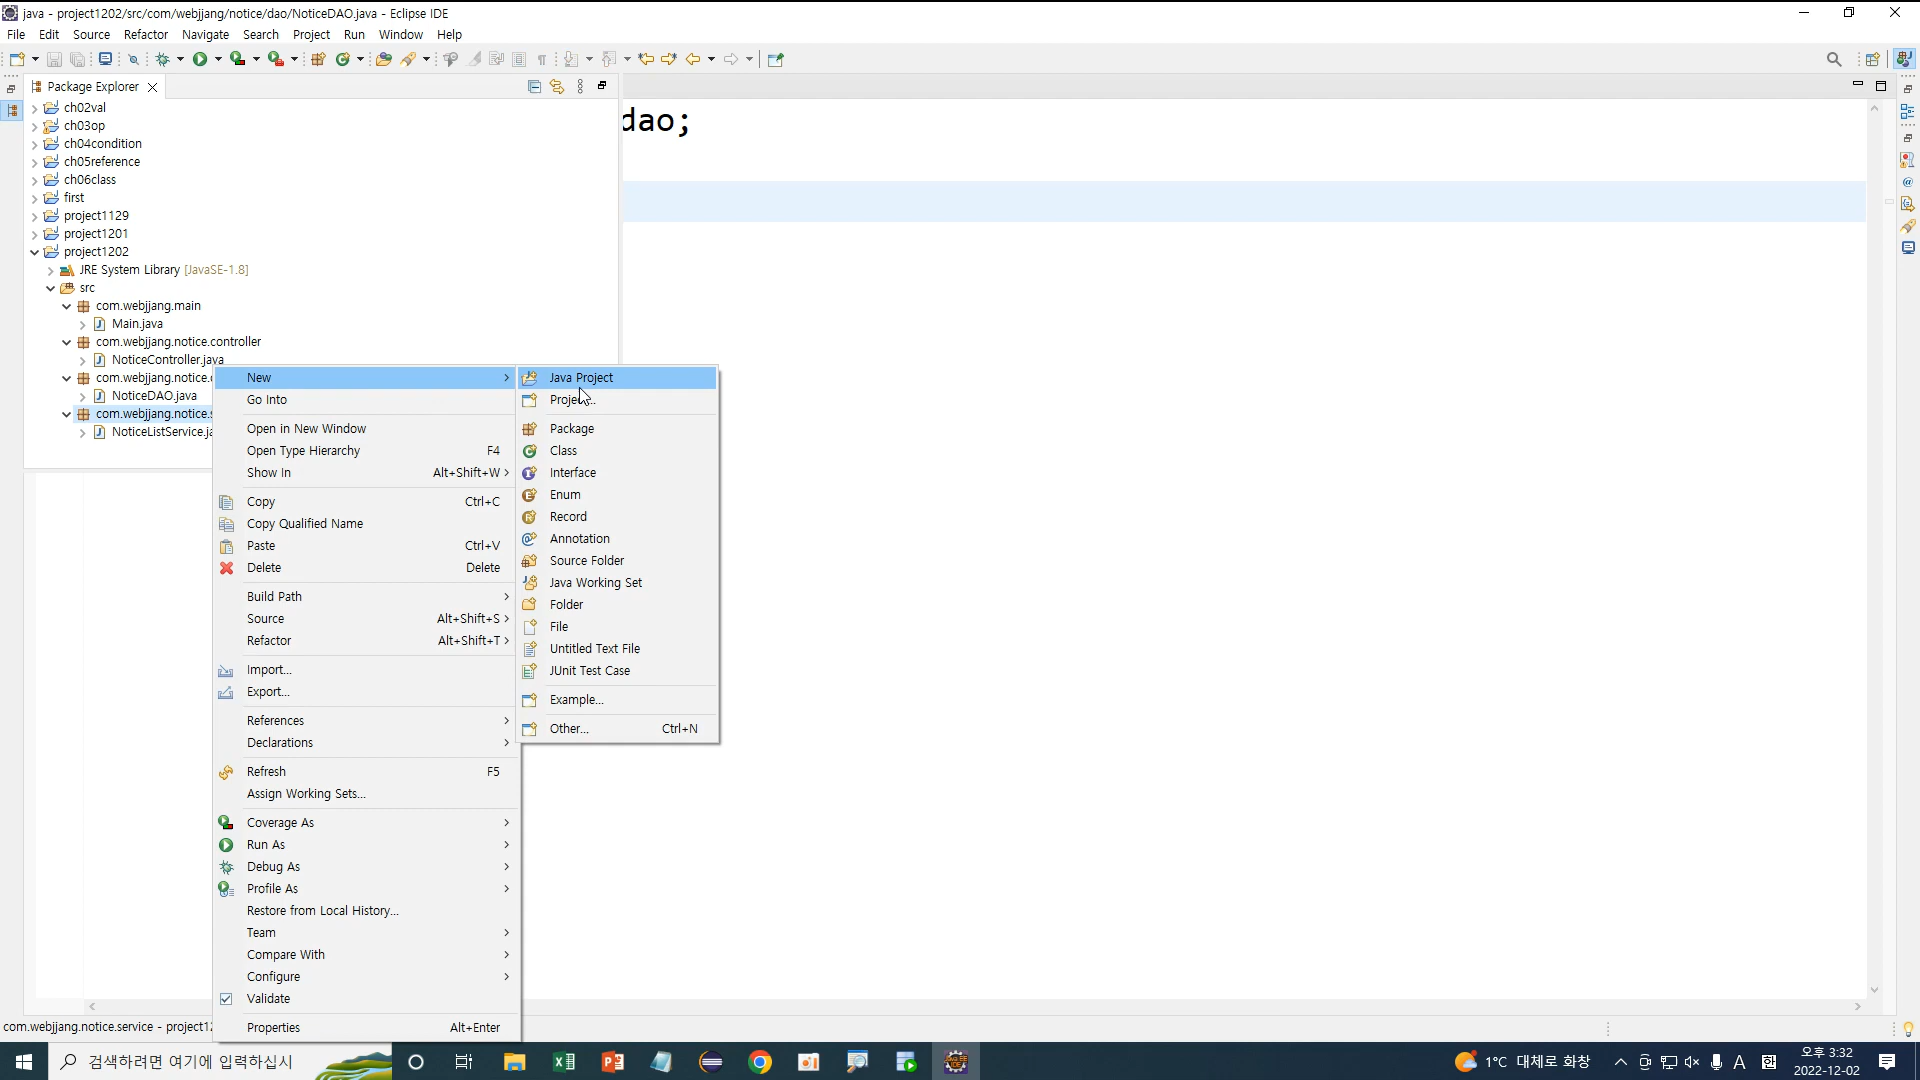 java - project1202/src/com/webjjang/notice/dao/NoticeDAO.java - Eclipse IDE
File Edit Source Refactor Navigate Search Project Run Window Help
Package Explorer
ch02val
ch03op
ch04condition
ch05reference
ch06class
first
project1129
project1201
project1202
JRE System Library [JavaSE-1.8]
src
com.webjjang.main
Main.java
com.webjjang.notice.controller
NoticeController.java
com.webjjang.notice.
NoticeDAO.java
com.webjjang.notice.s
NoticeListService.ja
dao;
New
Go Into
Open in New Window
Open Type Hierarchy F4
Show In Alt+Shift+W
Copy Ctrl+C
Copy Qualified Name
Paste Ctrl+V
Delete Delete
Build Path
Source Alt+Shift+S
Refactor Alt+Shift+T
Import...
Export...
References
Declarations
Refresh F5
Assign Working Sets...
Coverage As
Run As
Debug As
Profile As
Restore from Local History...
Team
Compare With
Configure
Validate
Properties Alt+Enter
Java Project
Project...
Package
Class
Interface
Enum
Record
Annotation
Source Folder
Java Working Set
Folder
File
Untitled Text File
JUnit Test Case
Example...
Other... Ctrl+N
com.webjjang.notice.service - project12
검색하려면 여기에 입력하십시
1°C 대체로 화창
A 한
오후 3:32
2022-12-02